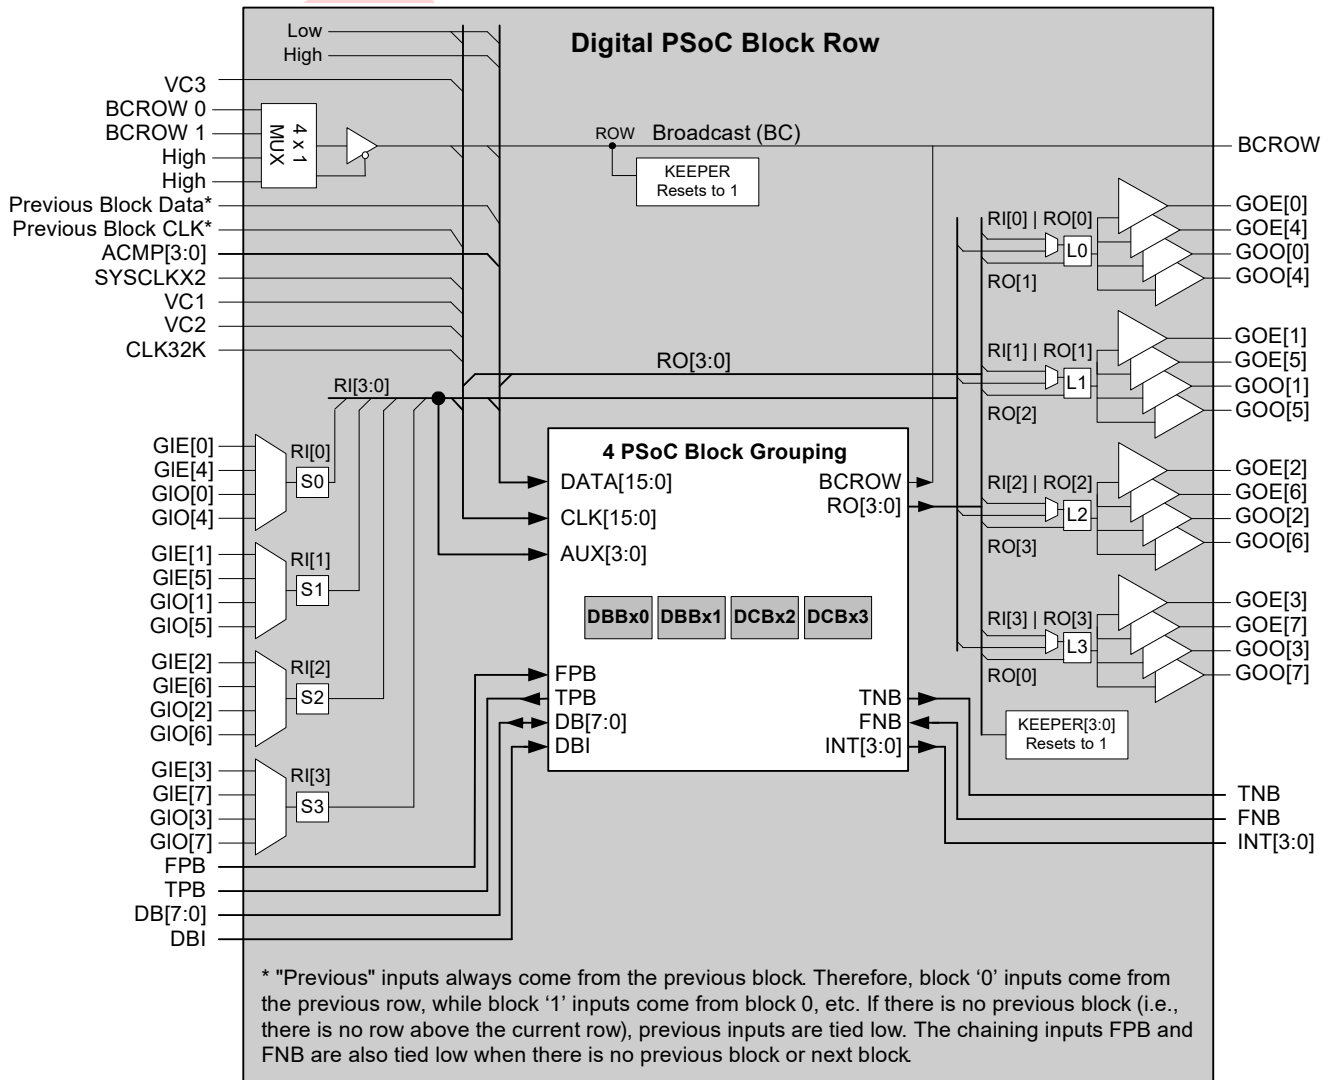 Digital PSoC Block Row
Low
High
VC3
BCROW 0
BCROW 1
High
High
4 x 1
MUX
Previous Block Data*
Previous Block CLK*
ACMP[3:0]
SYSCLKX2
VC1
VC2
CLK32K
ROW Broadcast (BC)
KEEPER
Resets to 1
BCROW
RO[3:0]
RI[3:0]
GIE[0]
GIE[4]
GIO[0]
GIO[4]
RI[0]
S0
GIE[1]
GIE[5]
GIO[1]
GIO[5]
RI[1]
S1
GIE[2]
GIE[6]
GIO[2]
GIO[6]
RI[2]
S2
GIE[3]
GIE[7]
GIO[3]
GIO[7]
RI[3]
S3
FPB
TPB
DB[7:0]
DBI
4 PSoC Block Grouping
DATA[15:0]
CLK[15:0]
AUX[3:0]
BCROW
RO[3:0]
DBBx0 DBBx1 DCBx2 DCBx3
FPB
TPB
DB[7:0]
DBI
TNB
FNB
INT[3:0]
RI[0] | RO[0]
L0
RO[1]
GOE[0]
GOE[4]
GOO[0]
GOO[4]
RI[1] | RO[1]
L1
RO[2]
GOE[1]
GOE[5]
GOO[1]
GOO[5]
RI[2] | RO[2]
L2
RO[3]
GOE[2]
GOE[6]
GOO[2]
GOO[6]
RI[3] | RO[3]
L3
RO[0]
GOE[3]
GOE[7]
GOO[3]
GOO[7]
KEEPER[3:0]
Resets to 1
TNB
FNB
INT[3:0]
* "Previous" inputs always come from the previous block. Therefore, block ‘0’ inputs come from
the previous row, while block ‘1’ inputs come from block 0, etc. If there is no previous block (i.e.,
there is no row above the current row), previous inputs are tied low. The chaining inputs FPB and
FNB are also tied low when there is no previous block or next block.